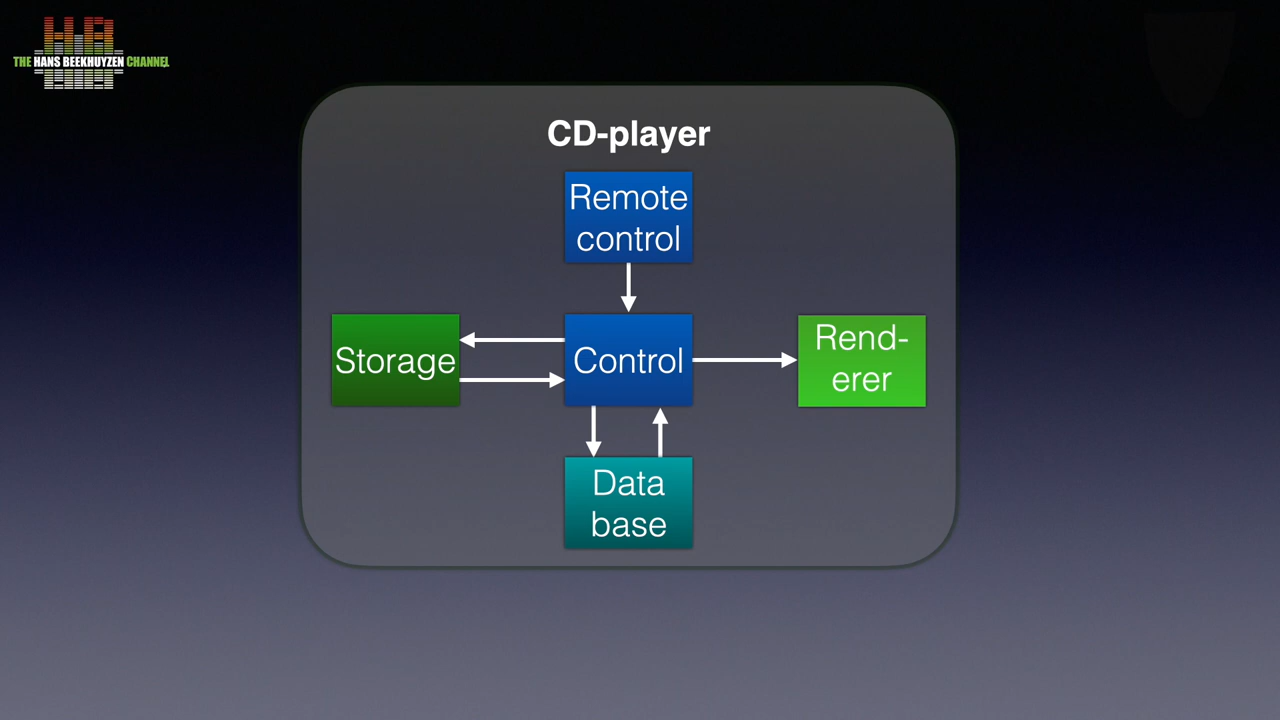 THE HANS BEEKHUYZEN CHANNEL
CD-player
Remote
control
Storage
Control
Rend-
erer
Data
base